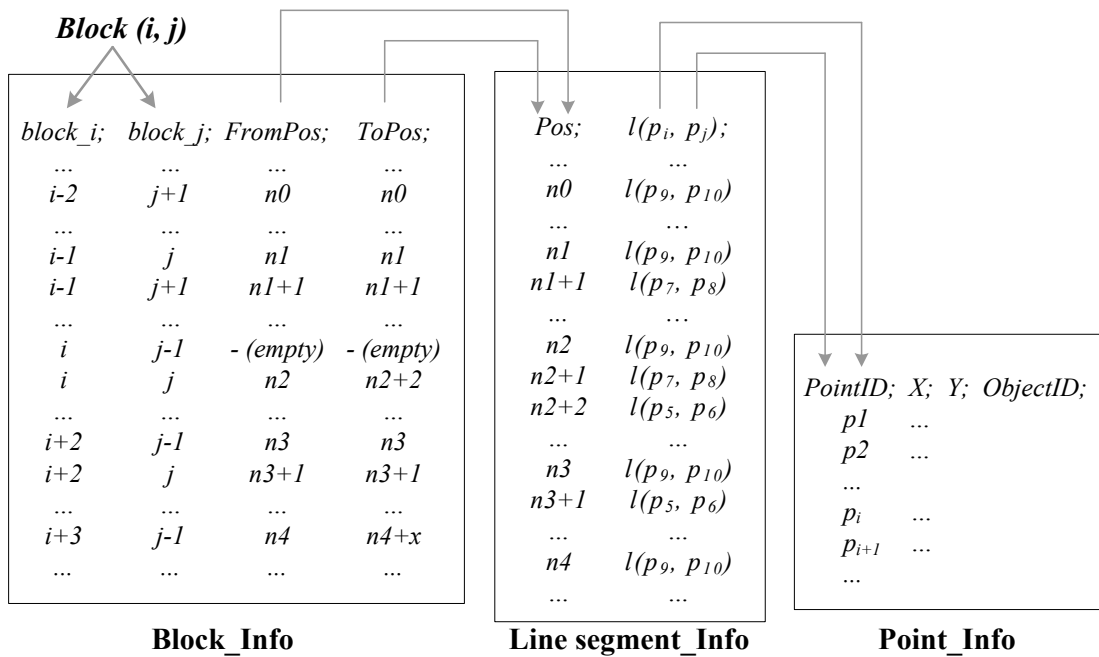 Block (i, j)
block_i; block_j; FromPos; ToPos;
... ... ... ...
i-2 j+1 n0 n0
... ... ... ...
i-1 j n1 n1
i-1 j+1 n1+1 n1+1
... ... ... ...
i j-1 - (empty) - (empty)
i j n2 n2+2
... ... ... ...
i+2 j-1 n3 n3
i+2 j n3+1 n3+1
... ... ... ...
i+3 j-1 n4 n4+x
... ... ... ...
Block_Info
Pos; l(pi, pj);
... ...
n0 l(p9, p10)
... ...
n1 l(p9, p10)
n1+1 l(p7, p8)
... ...
n2 l(p9, p10)
n2+1 l(p7, p8)
n2+2 l(p5, p6)
... ...
n3 l(p9, p10)
n3+1 l(p5, p6)
... ...
n4 l(p9, p10)
... ...
Line segment_Info
PointID; X; Y; ObjectID;
p1 ...
p2 ...
...
pi ...
pi+1 ...
...
Point_Info